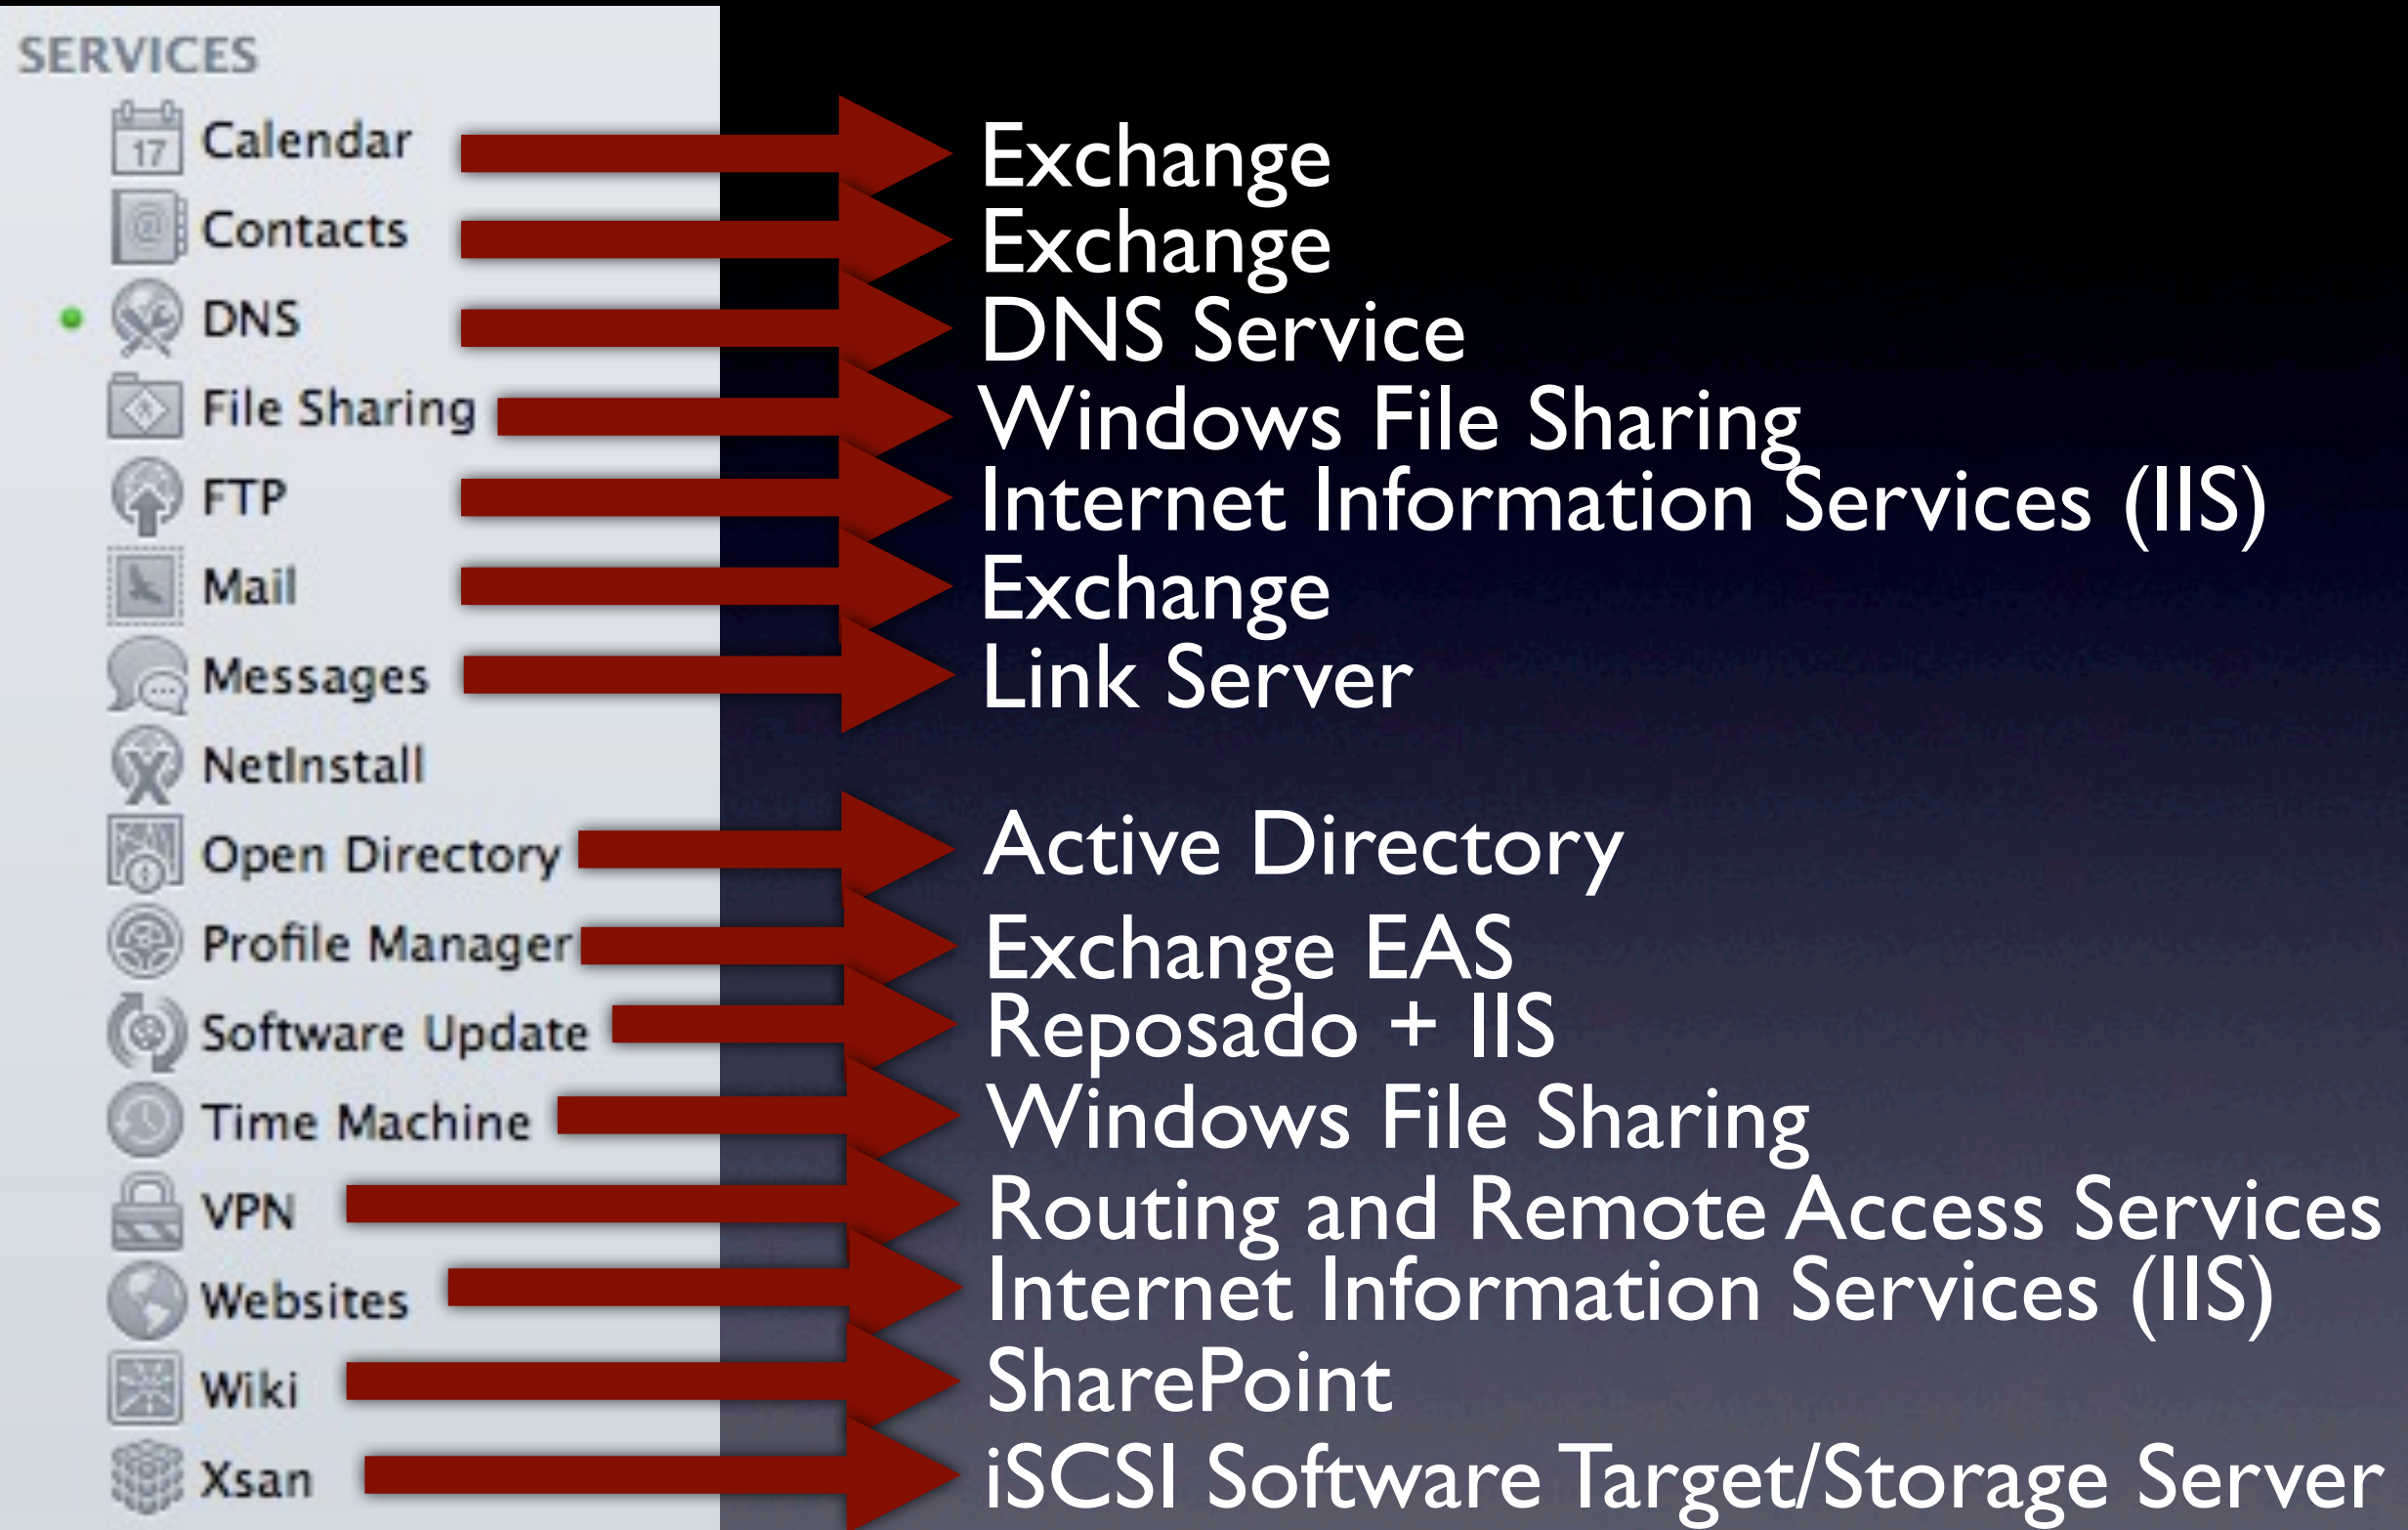 SERVICES
17 Calendar Exchange
@ Contacts Exchange
DNS DNS Service
File Sharing Windows File Sharing
FTP Internet Information Services (IIS)
Mail Exchange
Messages Link Server
NetInstall
Open Directory Active Directory
Profile Manager Exchange EAS
Software Update Reposado + IIS
Time Machine Windows File Sharing
VPN Routing and Remote Access Services
Websites Internet Information Services (IIS)
Wiki SharePoint
Xsan iSCSI Software Target/Storage Server